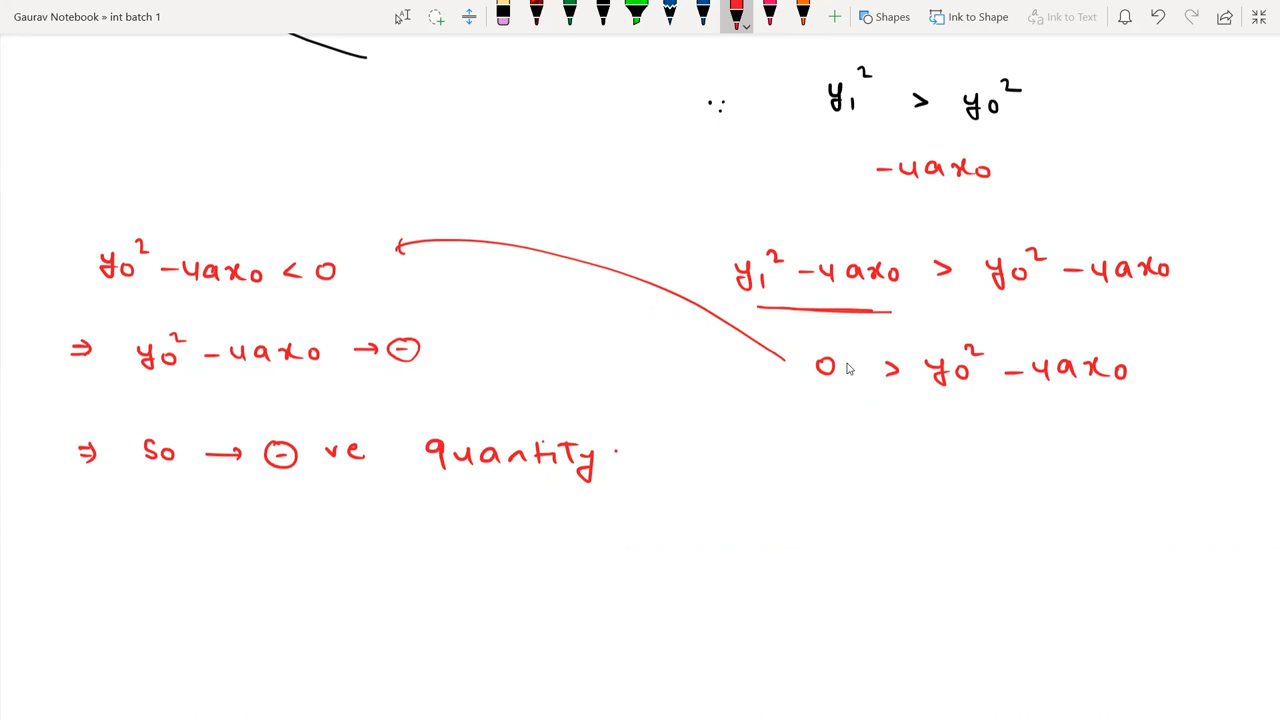 Gaurav Notebook » int batch 1
Shapes
Ink to Shape
Ink to Text
∵ y₁² > y₀²
-4ax₀
y₁² - 4ax₀ > y₀² - 4ax₀
0 > y₀² - 4ax₀
y₀² - 4ax₀ < 0
⇒ y₀² - 4ax₀ → ⊖
⇒ So → ⊖ ve quantity.